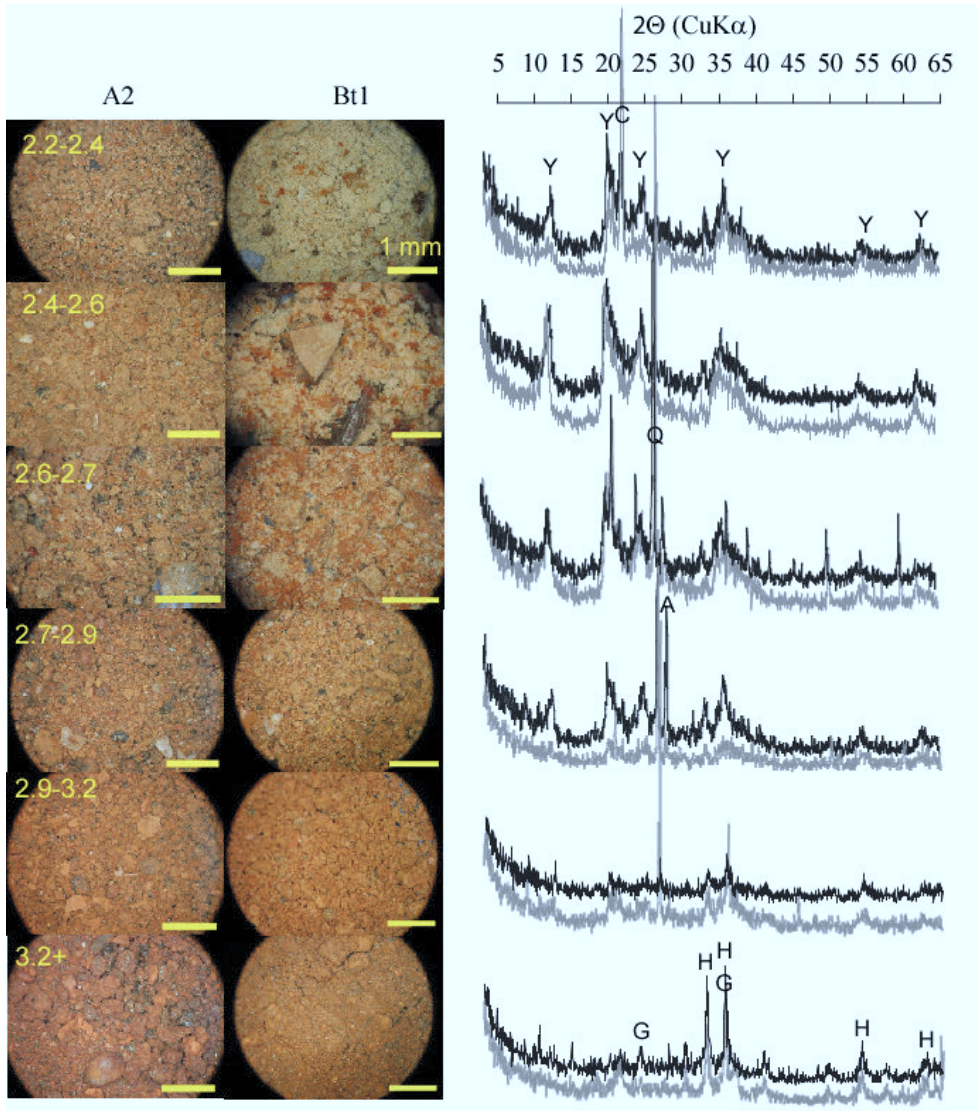 2Θ (CuKα)
5 10 15 20 25 30 35 40 45 50 55 60 65
A2 Bt1
2.2-2.4
1 mm
Y C Y Y Y Y Y
2.4-2.6
2.6-2.7
Q
2.7-2.9
A
2.9-3.2
3.2+
H
H G
G H H